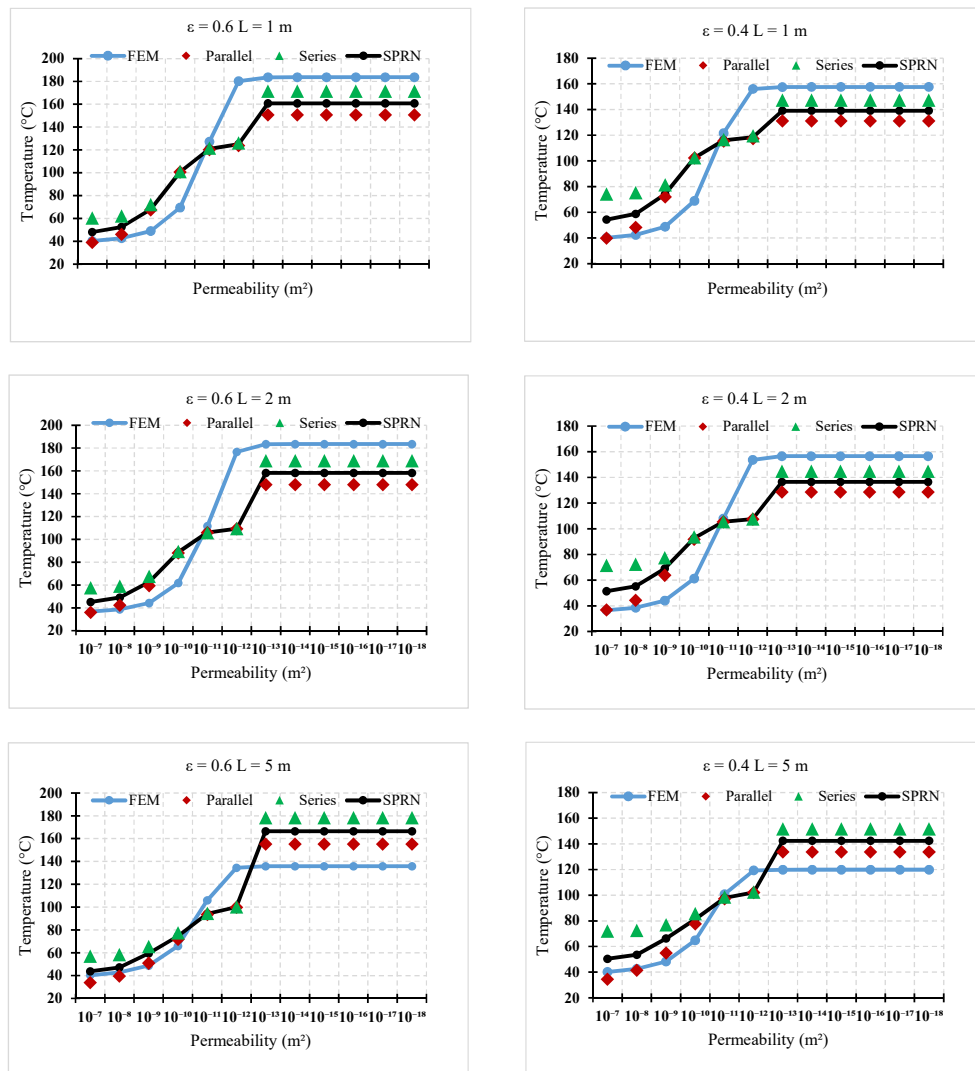 ε = 0.6 L = 1 m
FEM Parallel Series SPRN
200
180
160
140
120
100
80
60
40
20
Temperature (°C)
Permeability (m²)
ε = 0.4 L = 1 m
FEM Parallel Series SPRN
180
160
140
120
100
80
60
40
20
Temperature (°C)
Permeability (m²)
ε = 0.6 L = 2 m
FEM Parallel Series SPRN
200
180
160
140
120
100
80
60
40
20
Temperature (°C)
10⁻⁷ 10⁻⁸ 10⁻⁹ 10⁻¹⁰ 10⁻¹¹ 10⁻¹² 10⁻¹³ 10⁻¹⁴ 10⁻¹⁵ 10⁻¹⁶ 10⁻¹⁷ 10⁻¹⁸
Permeability (m²)
ε = 0.4 L = 2 m
FEM Parallel Series SPRN
180
160
140
120
100
80
60
40
20
Temperature (°C)
10⁻⁷ 10⁻⁸ 10⁻⁹ 10⁻¹⁰ 10⁻¹¹ 10⁻¹² 10⁻¹³ 10⁻¹⁴ 10⁻¹⁵ 10⁻¹⁶ 10⁻¹⁷ 10⁻¹⁸
Permeability (m²)
ε = 0.6 L = 5 m
FEM Parallel Series SPRN
200
180
160
140
120
100
80
60
40
20
Temperature (°C)
10⁻⁷ 10⁻⁸ 10⁻⁹ 10⁻¹⁰ 10⁻¹¹ 10⁻¹² 10⁻¹³ 10⁻¹⁴ 10⁻¹⁵ 10⁻¹⁶ 10⁻¹⁷ 10⁻¹⁸
Permeability (m²)
ε = 0.4 L = 5 m
FEM Parallel Series SPRN
180
160
140
120
100
80
60
40
20
Temperature (°C)
10⁻⁷ 10⁻⁸ 10⁻⁹ 10⁻¹⁰ 10⁻¹¹ 10⁻¹² 10⁻¹³ 10⁻¹⁴ 10⁻¹⁵ 10⁻¹⁶ 10⁻¹⁷ 10⁻¹⁸
Permeability (m²)